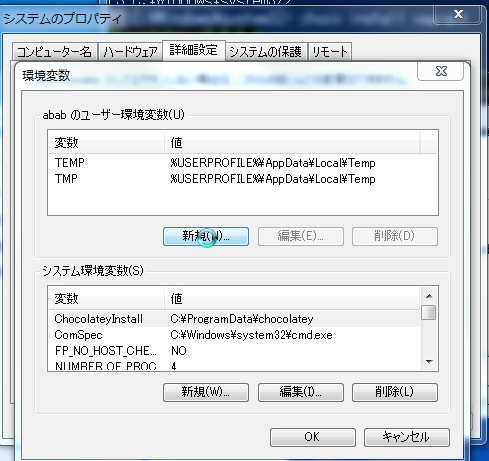 システムのプロパティ
コンピューター名
ハードウェア
詳細設定
システムの保護
リモート
環境変数
abab のユーザー環境変数(U)
変数 値
TEMP %USERPROFILE%¥AppData¥Local¥Temp
TMP %USERPROFILE%¥AppData¥Local¥Temp
新規(N)... 編集(E)... 削除(D)
システム環境変数(S)
変数 値
ChocolateyInstall C:¥ProgramData¥chocolatey
ComSpec C:¥Windows¥system32¥cmd.exe
FP_NO_HOST_CHE... NO
NUMBER_OF_PROC... 4
新規(W)... 編集(I)... 削除(L)
OK キャンセル